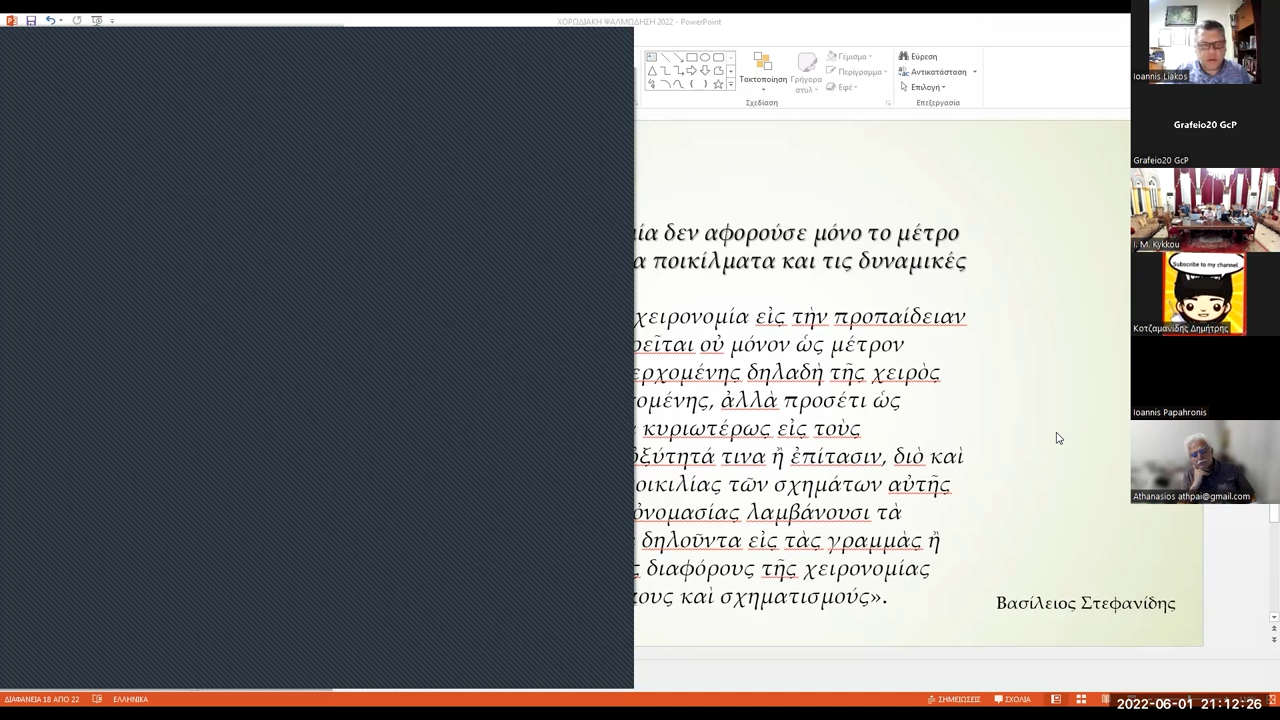 ΧΟΡΩΔΙΑΚΗ ΨΑΛΜΩΔΗΣΗ 2022 - PowerPoint
Τακτοποίηση
Γρήγορα
στυλ
Γέμισμα
Περίγραμμα
Εφέ
Σχεδίαση
Εύρεση
Αντικατάσταση
Επιλογή
Επεξεργασία
ία δεν αφορούσε μόνο το μέτρο
α ποικίλματα και τις δυναμικές
χειρονομία εἰς τὴν προπαίδειαν
ρεῖται οὐ μόνον ὡς μέτρον
ερχομένης δηλαδὴ τῆς χειρὸς
ομένης, ἀλλὰ προσέτι ὡς
κυριωτέρως εἰς τοὺς
ὀξύτητά τινα ἢ ἐπίτασιν, διὸ καὶ
οικιλίας τῶν σχημάτων αὐτῆς
ὀνομασίας λαμβάνουσι τὰ
δηλοῦντα εἰς τὰς γραμμὰς ἢ
ς διαφόρους τῆς χειρονομίας
πους καὶ σχηματισμούς».
Βασίλειος Στεφανίδης
Ioannis Liakos
Grafeio20 GcP
Grafeio20 GcP
I. M. Kykkou
Subscribe to my channel
Κοτζαμανίδης Δημήτρης
Ioannis Papahronis
Athanasios athpai@gmail.com
ΔΙΑΦΑΝΕΙΑ 18 ΑΠΟ 22
ΕΛΛΗΝΙΚΑ
ΣΗΜΕΙΩΣΕΙΣ
ΣΧΟΛΙΑ
2022-06-01 21:12:26